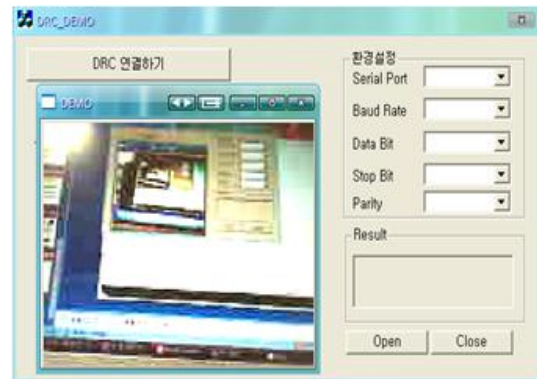 DRC_DEMO
DRC 연결하기
DEMO
환경설정
Serial Port
Baud Rate
Data Bit
Stop Bit
Parity
Result
Open
Close